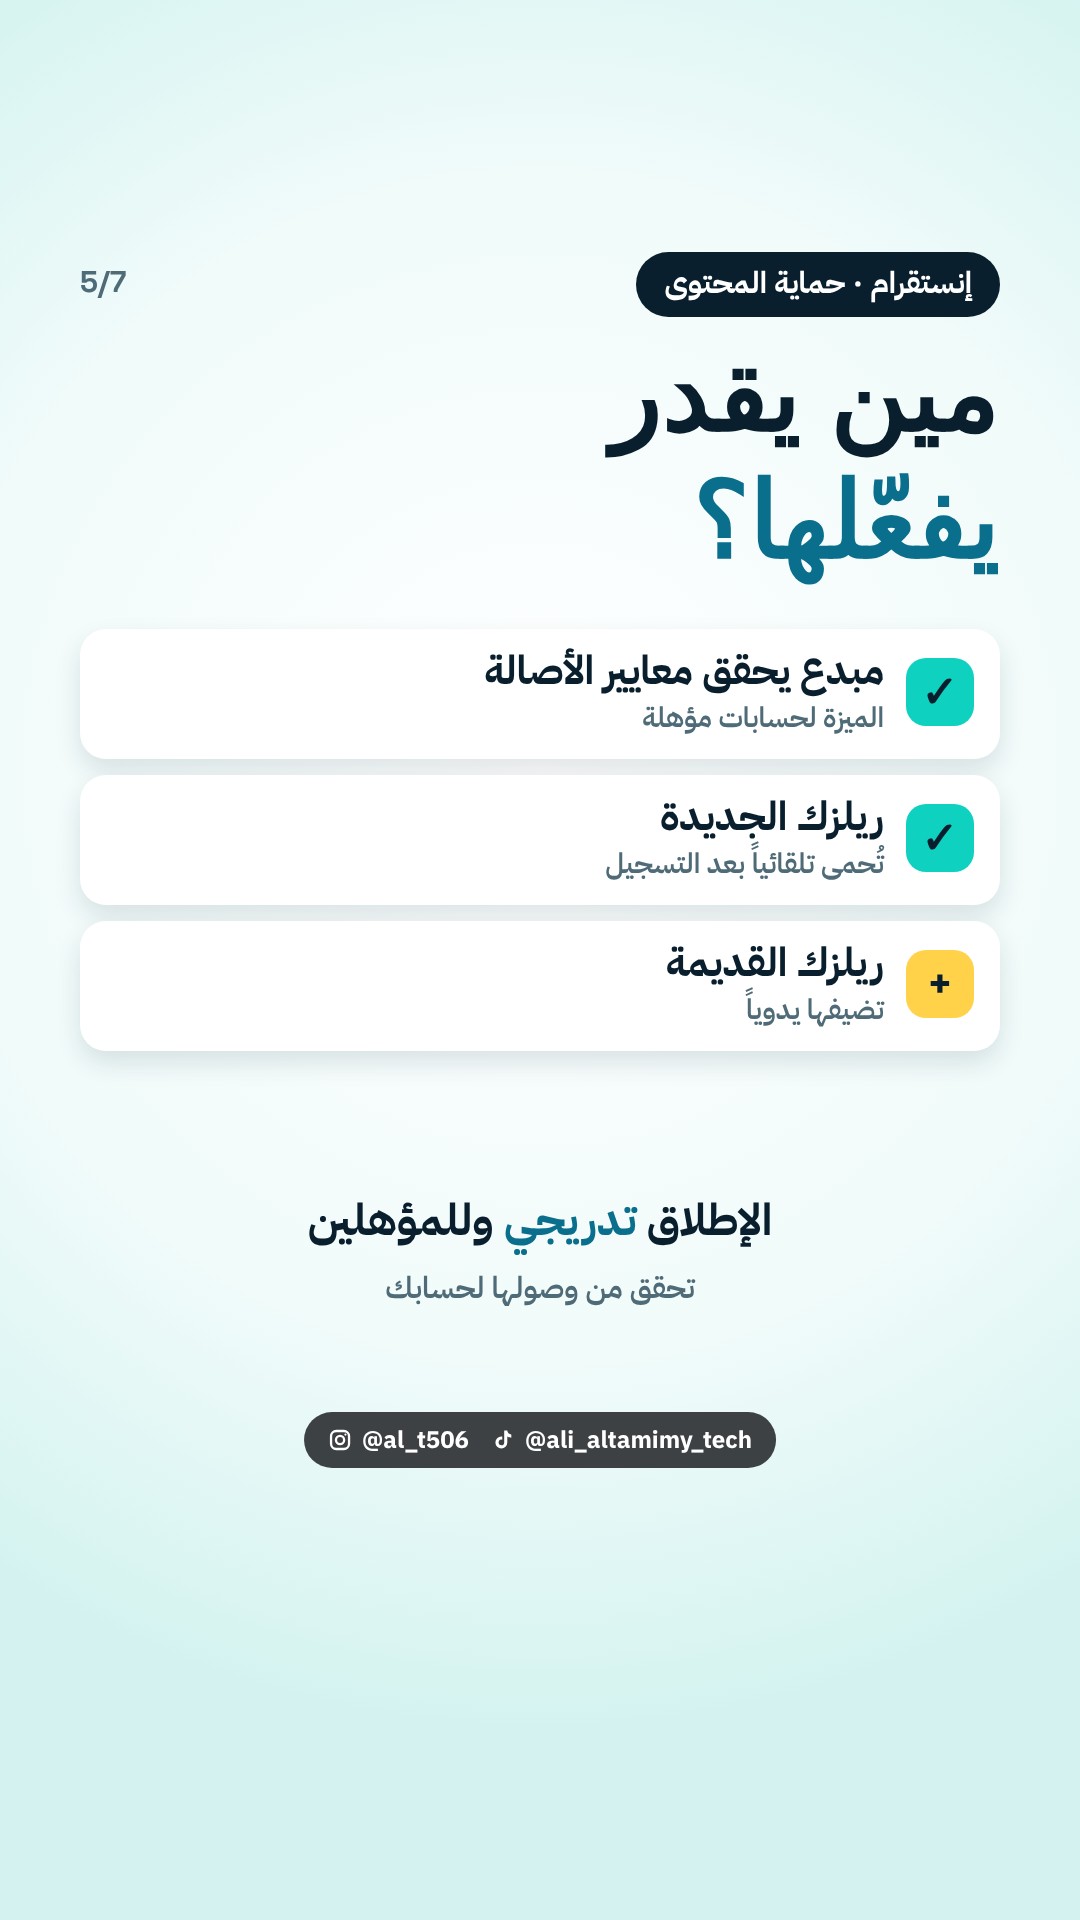 إنستقرام · حماية المحتوى
5/7
مين يقدر
يفعّلها؟
✓
مبدع يحقق معايير الأصالة
الميزة لحسابات مؤهلة
✓
ريلزك الجديدة
تُحمى تلقائياً بعد التسجيل
+
ريلزك القديمة
تضيفها يدوياً
الإطلاق تدريجي وللمؤهلين
تحقق من وصولها لحسابك
@al_t506 @ali_altamimy_tech